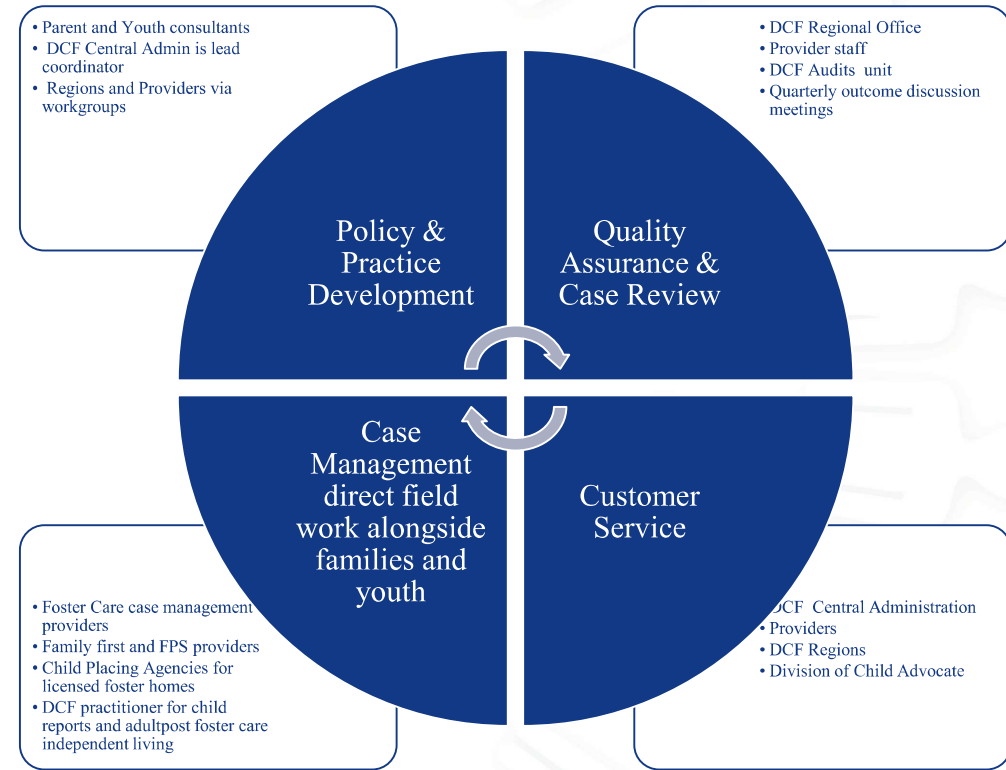 • Parent and Youth consultants
• DCF Central Admin is lead
coordinator
• Regions and Providers via
workgroups
• DCF Regional Office
• Provider staff
• DCF Audits unit
• Quarterly outcome discussion
meetings
Policy &
Practice
Development
Quality
Assurance &
Case Review
Case
Management
direct field
work alongside
families and
youth
Customer
Service
• Foster Care case management
providers
• Family first and FPS providers
• Child Placing Agencies for
licensed foster homes
• DCF practitioner for child
reports and adultpost foster care
independent living
DCF Central Administration
• Providers
• DCF Regions
• Division of Child Advocate